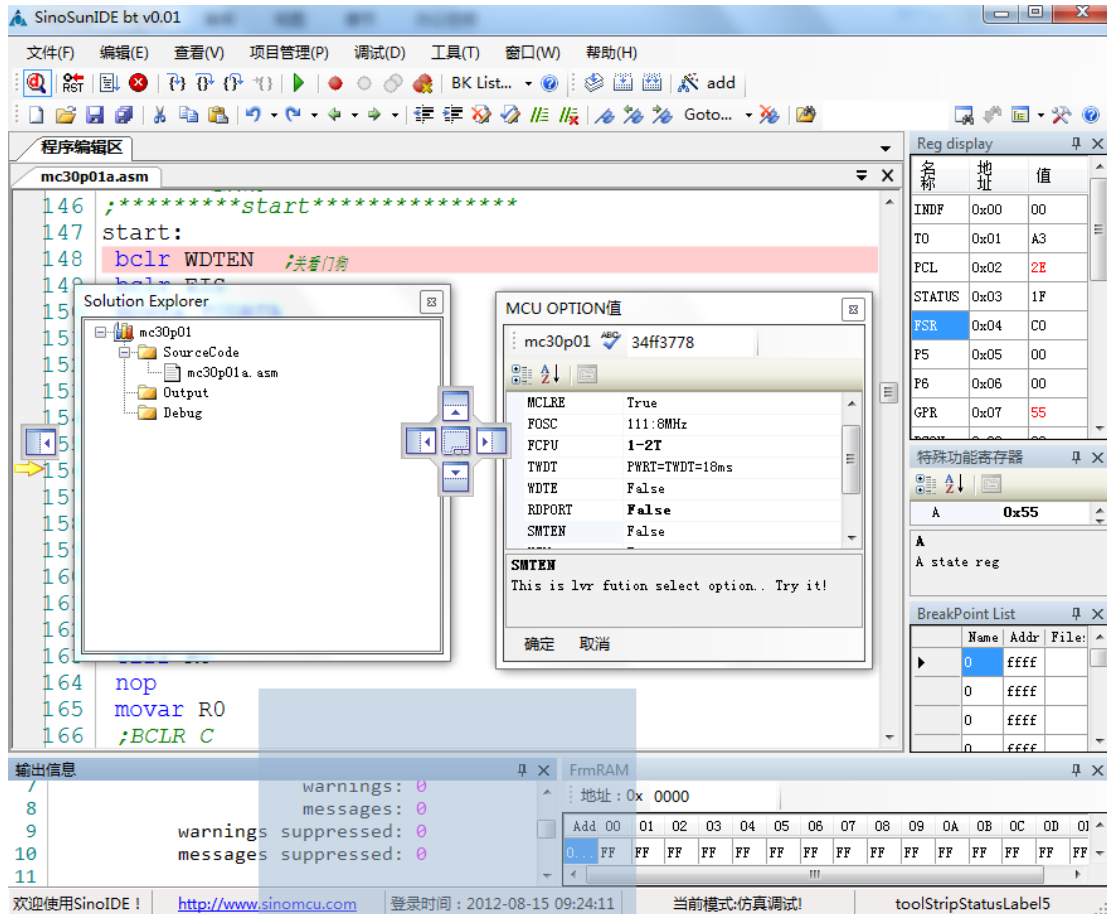 SinoSunIDE bt v0.01
文件(F) 编辑(E) 查看(V) 项目管理(P) 调试(D) 工具(T) 窗口(W) 帮助(H)
RST BK List... add
Goto...
程序编辑区
mc30p01a.asm
146 ;*********start***************
147 start:
148 bclr WDTEN ;关看门狗
149
164 nop
165 movar R0
166 ;BCLR C
Solution Explorer
mc30p01
SourceCode
mc30p01a.asm
Output
Debug
MCU OPTION值
mc30p01 ABC 34ff3778
MCLRE True
FOSC 111:8MHz
FCPU 1-2T
TWDT PWRT=TWDT=18ms
WDTE False
RDPORT False
SMTEN False
SMTEN
This is lvr fution select option.. Try it!
确定 取消
Reg display
名称 地址 值
INDF 0x00 00
T0 0x01 A3
PCL 0x02 2E
STATUS 0x03 1F
FSR 0x04 C0
P5 0x05 00
P6 0x06 00
GPR 0x07 55
特殊功能寄存器
A 0x55
A
A state reg
BreakPoint List
Name Addr File:
0 ffff
0 ffff
0 ffff
0 ffff
输出信息
7 warnings: 0
8 messages: 0
9 warnings suppressed: 0
10 messages suppressed: 0
11
FrmRAM
地址：0x 0000
Add 00 01 02 03 04 05 06 07 08 09 0A 0B 0C 0D
0... FF FF FF FF FF FF FF FF FF FF FF FF FF FF FF
欢迎使用SinoIDE！ http://www.sinomcu.com 登录时间：2012-08-15 09:24:11 当前模式:仿真调试! toolStripStatusLabel5